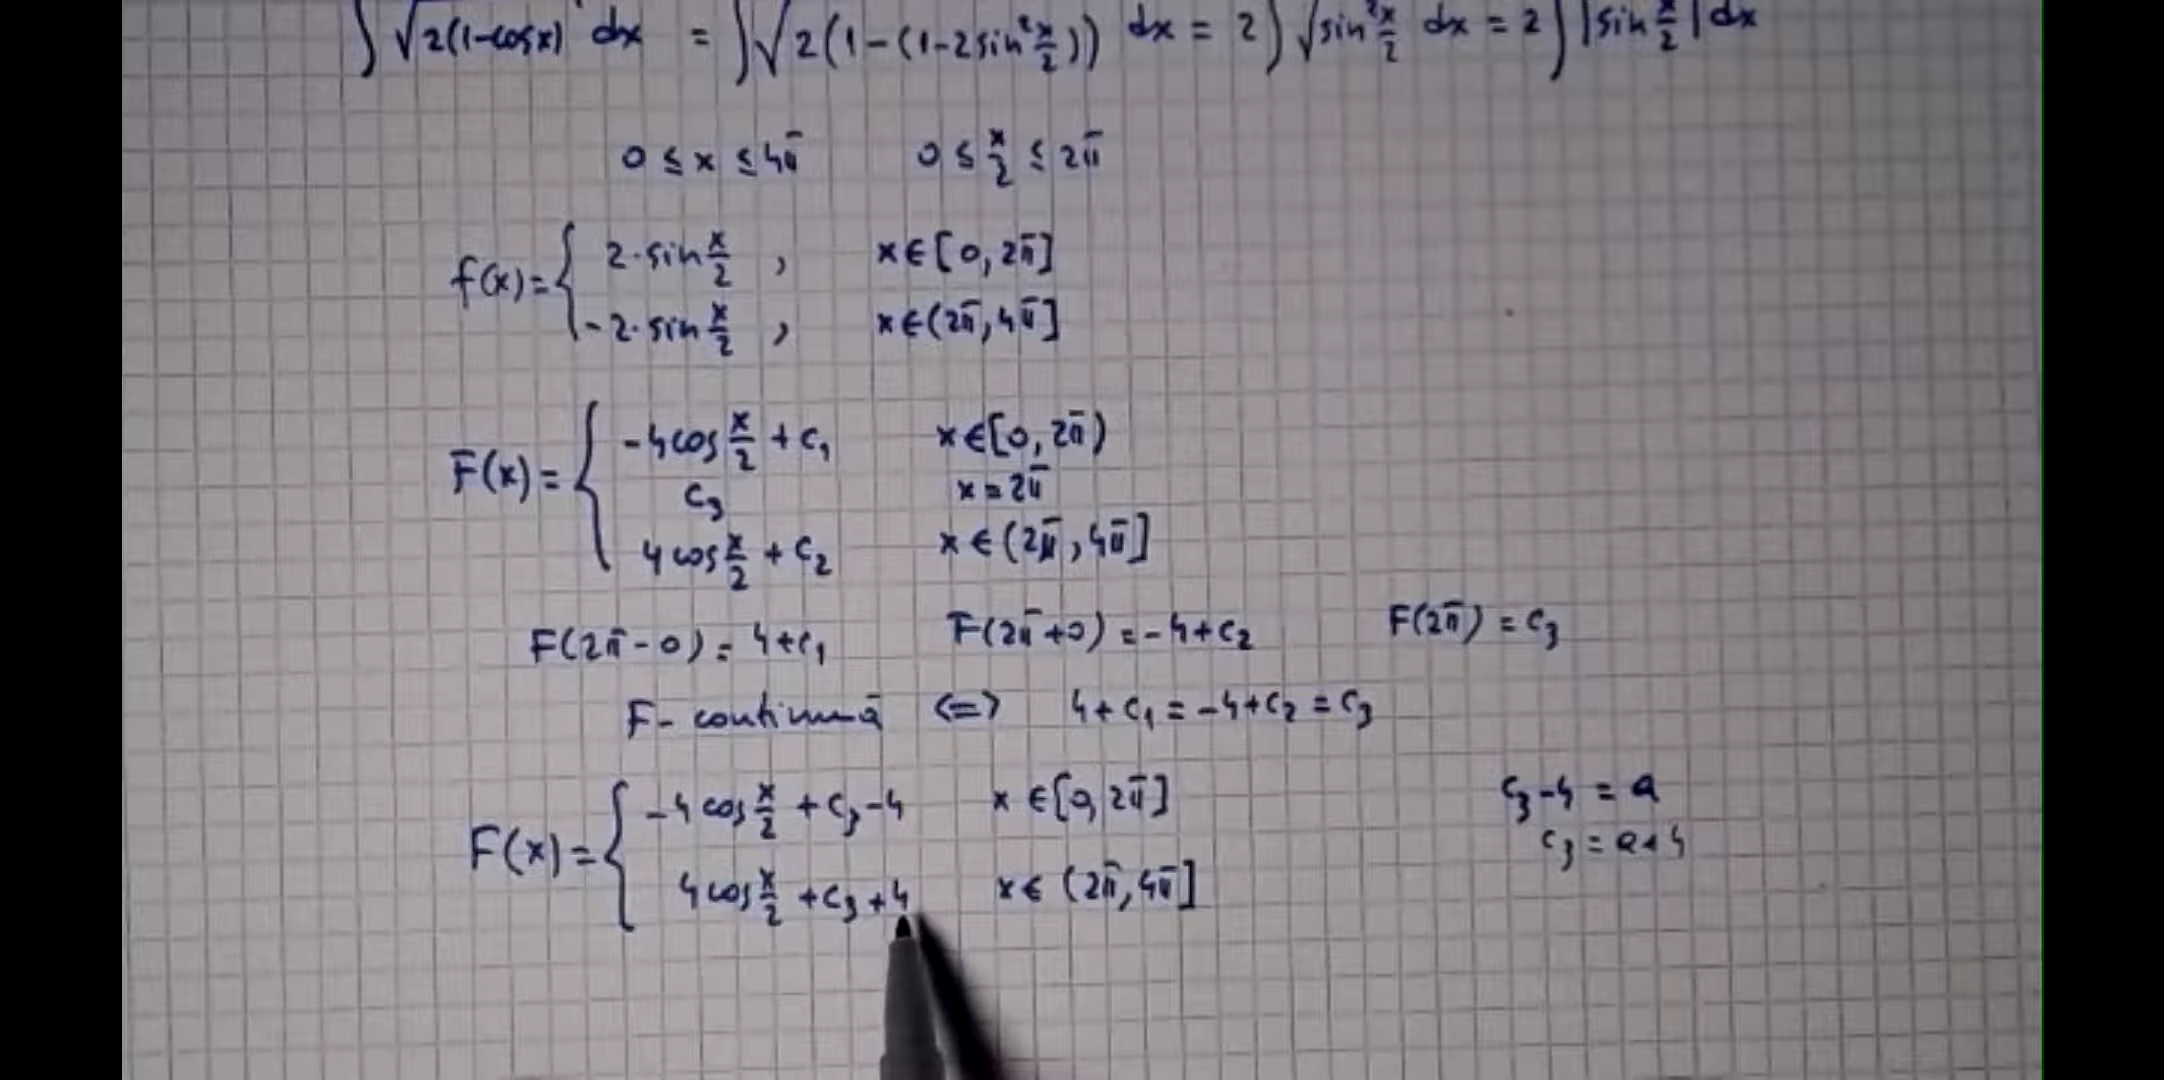 ∫ √2(1-cosx) dx = ∫ √2(1-(1-2sin²x/2)) dx = 2 ∫ √sin²x/2 dx = 2 ∫ |sin x/2| dx
0 ≤ x ≤ 4π 0 ≤ x/2 ≤ 2π
f(x)= { 2·sin x/2 , x∈[0,2π]
-2·sin x/2 , x∈(2π,4π]
F(x)= { -4cos x/2 + c₁ x∈[0,2π)
c₃ x=2π
4cos x/2 + c₂ x∈(2π,4π]
F(2π-0)=4+c₁ F(2π+0)=-4+c₂ F(2π)=c₃
F-continuă <=> 4+c₁=-4+c₂=c₃
F(x)= { -4cos x/2 +c₃-4 x∈[0,2π] c₃-4=a
c₃=a+4
4cos x/2 +c₃+4 x∈(2π,4π]